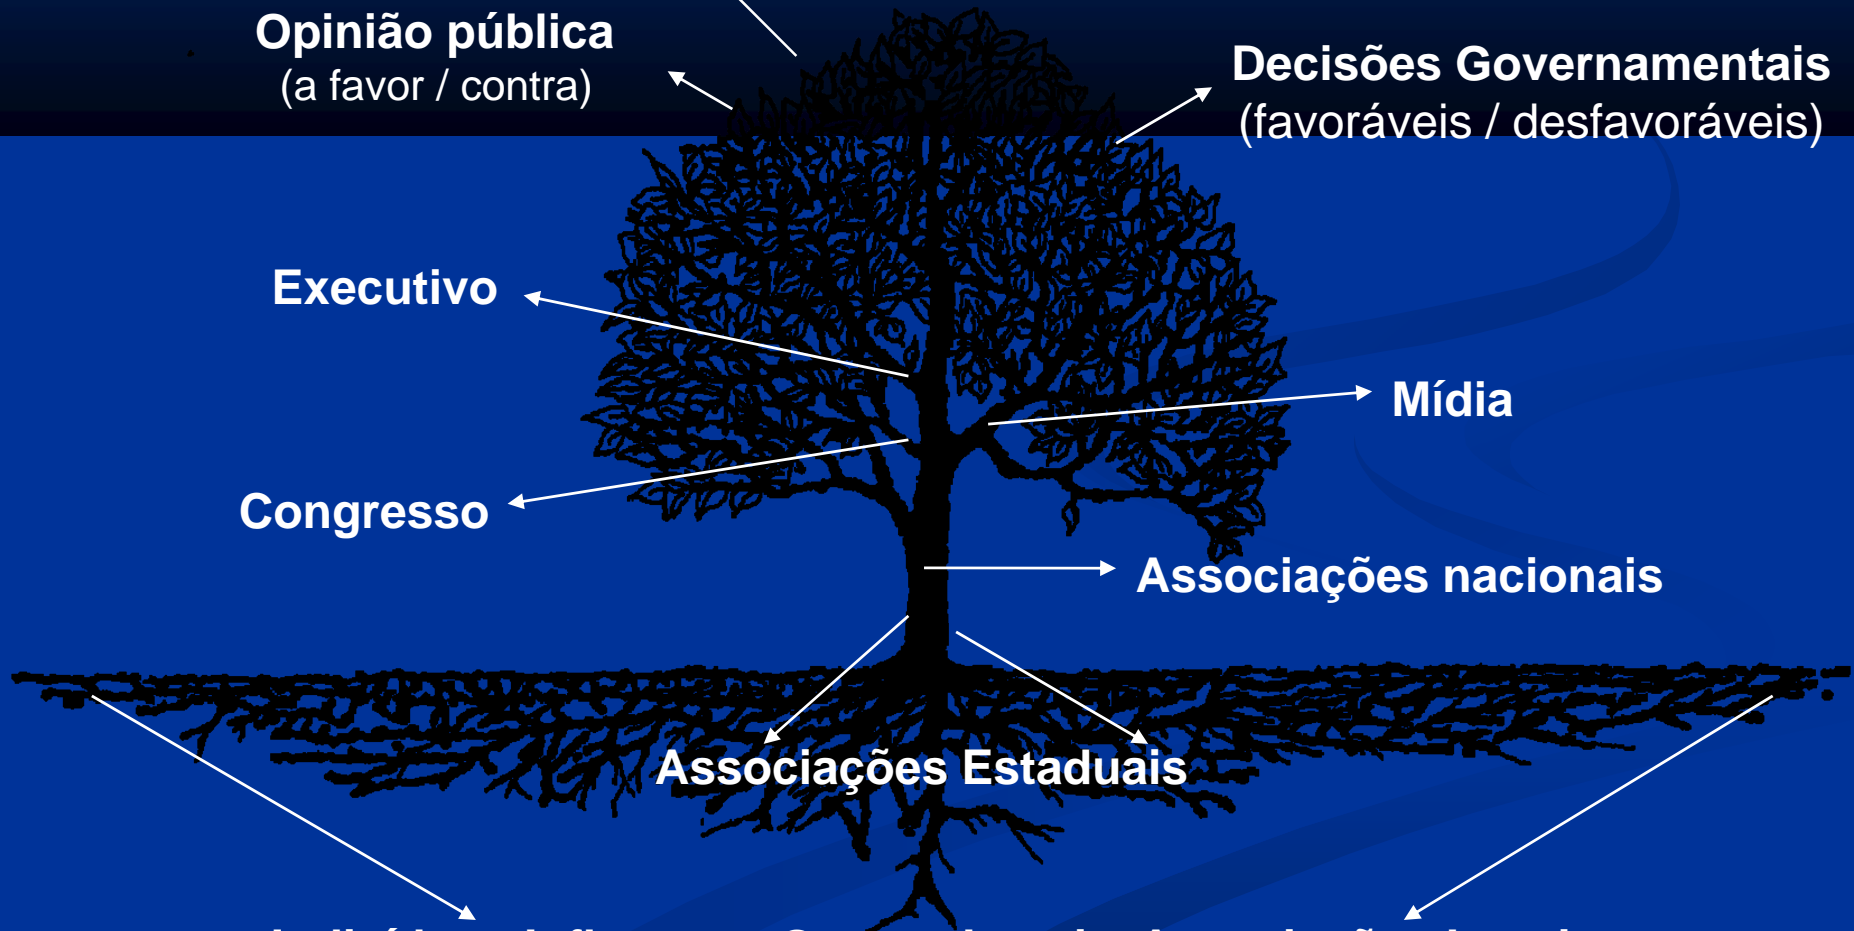 Opinião pública
(a favor / contra)
Decisões Governamentais
(favoráveis / desfavoráveis)
Executivo
Mídia
Congresso
Associações nacionais
Associações Estaduais